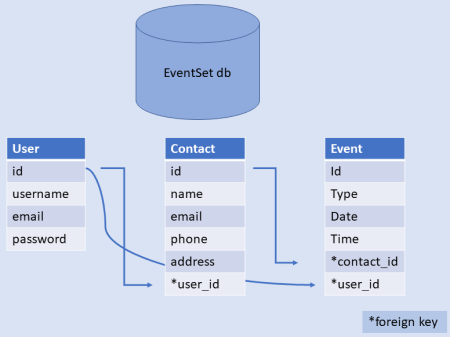 EventSet db
User
id
username
email
password
Contact
id
name
email
phone
address
*user_id
Event
Id
Type
Date
Time
*contact_id
*user_id
*foreign key